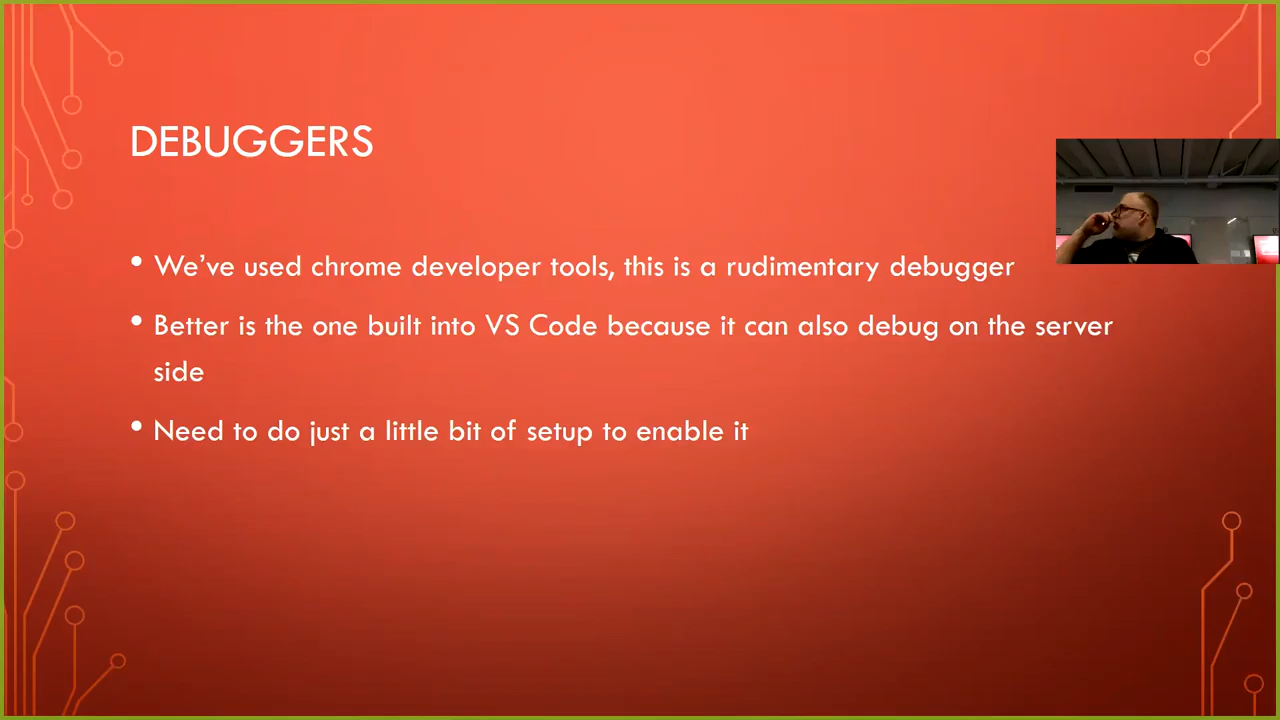 DEBUGGERS
• We've used chrome developer tools, this is a rudimentary debugger
• Better is the one built into VS Code because it can also debug on the server
side
• Need to do just a little bit of setup to enable it